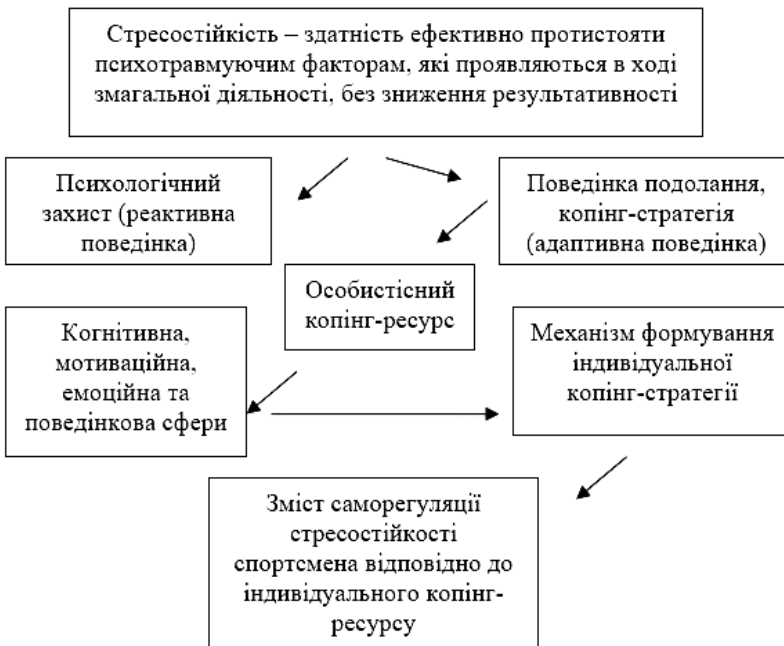 Стресостійкість – здатність ефективно протистояти
психотравмуючим факторам, які проявляються в ході
змагальної діяльності, без зниження результативності
Психологічний
захист (реактивна
поведінка)
Поведінка подолання,
копінг-стратегія
(адаптивна поведінка)
Особистісний
копінг-ресурс
Когнітивна,
мотиваційна,
емоційна та
поведінкова сфери
Механізм формування
індивідуальної
копінг-стратегії
Зміст саморегуляції
стресостійкості
спортсмена відповідно до
індивідуального копінг-
ресурсу